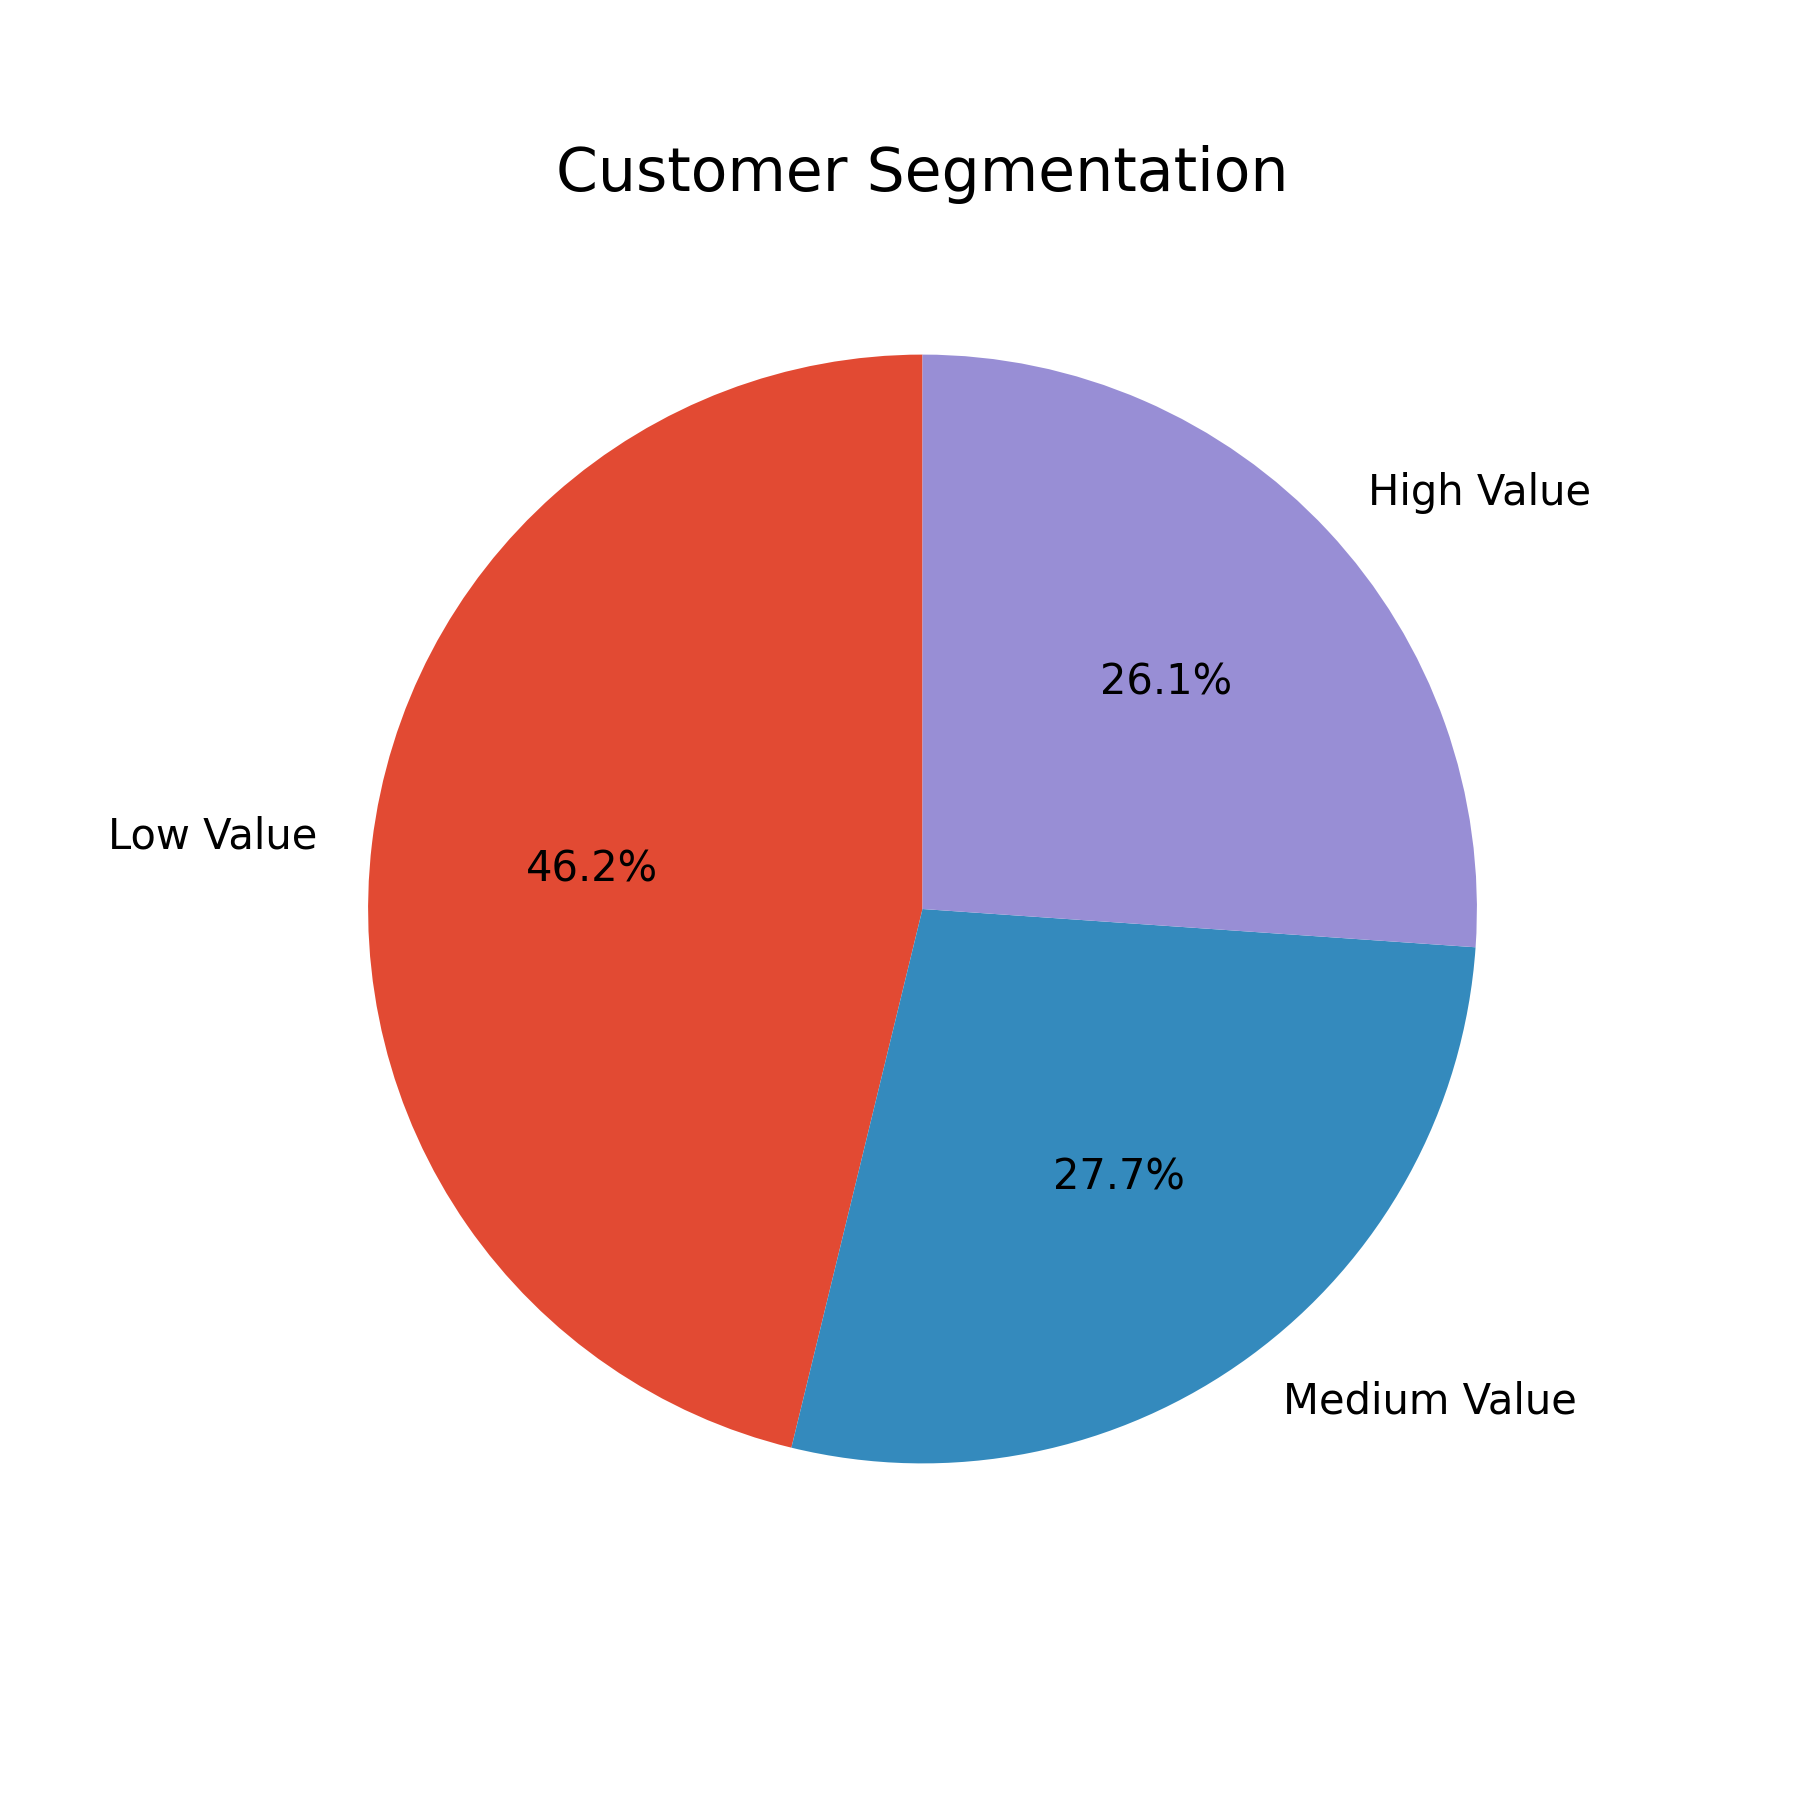 Customer Segmentation
High Value
26.1%
Low Value
46.2%
27.7%
Medium Value